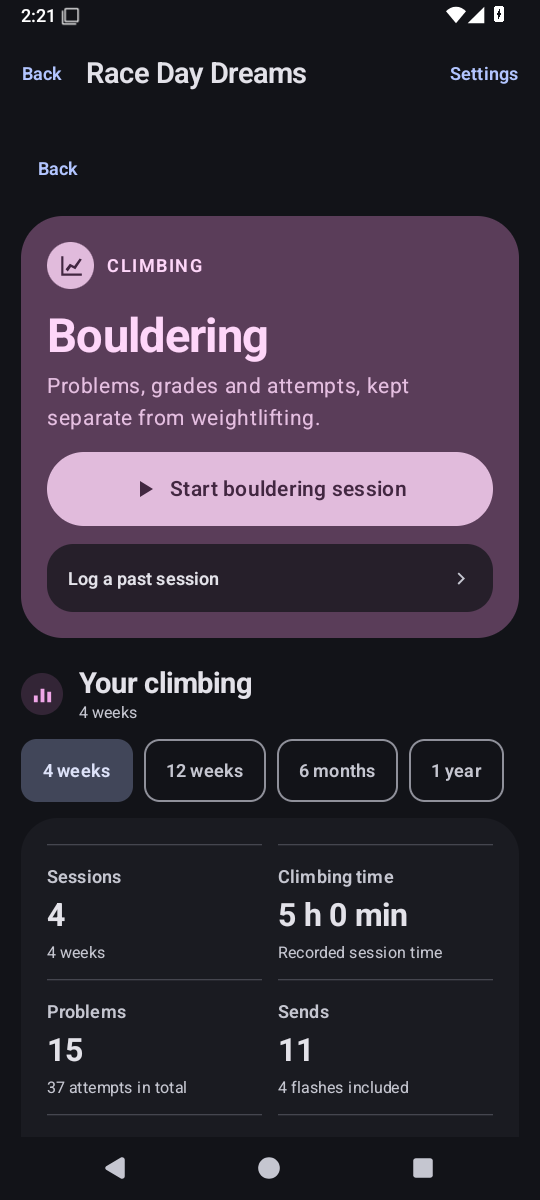 2:21
Back Race Day Dreams Settings
Back
CLIMBING
Bouldering
Problems, grades and attempts, kept
separate from weightlifting.
Start bouldering session
Log a past session
Your climbing
4 weeks
4 weeks 12 weeks 6 months 1 year
Sessions
4
4 weeks
Climbing time
5 h 0 min
Recorded session time
Problems
15
37 attempts in total
Sends
11
4 flashes included